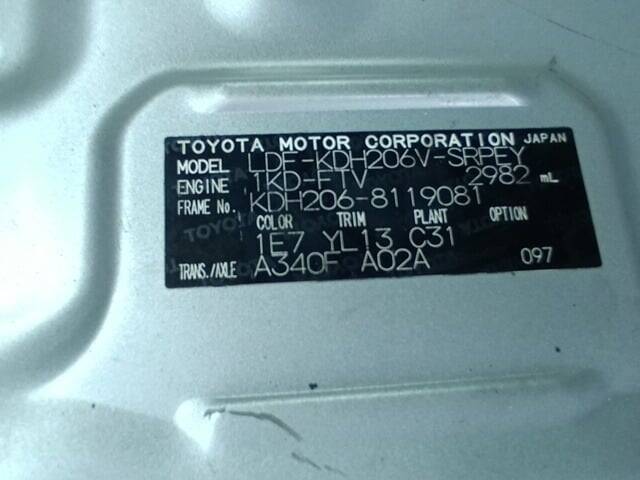 TOYOTA MOTOR CORPORATION JAPAN
MODEL LDF-KDH206V-SRPEY
ENGINE 1KD-FTV 2982 mL
FRAME No. KDH206-8119081
COLOR TRIM PLANT OPTION
1E7 YL13 C31
TRANS./AXLE A340F A02A 097